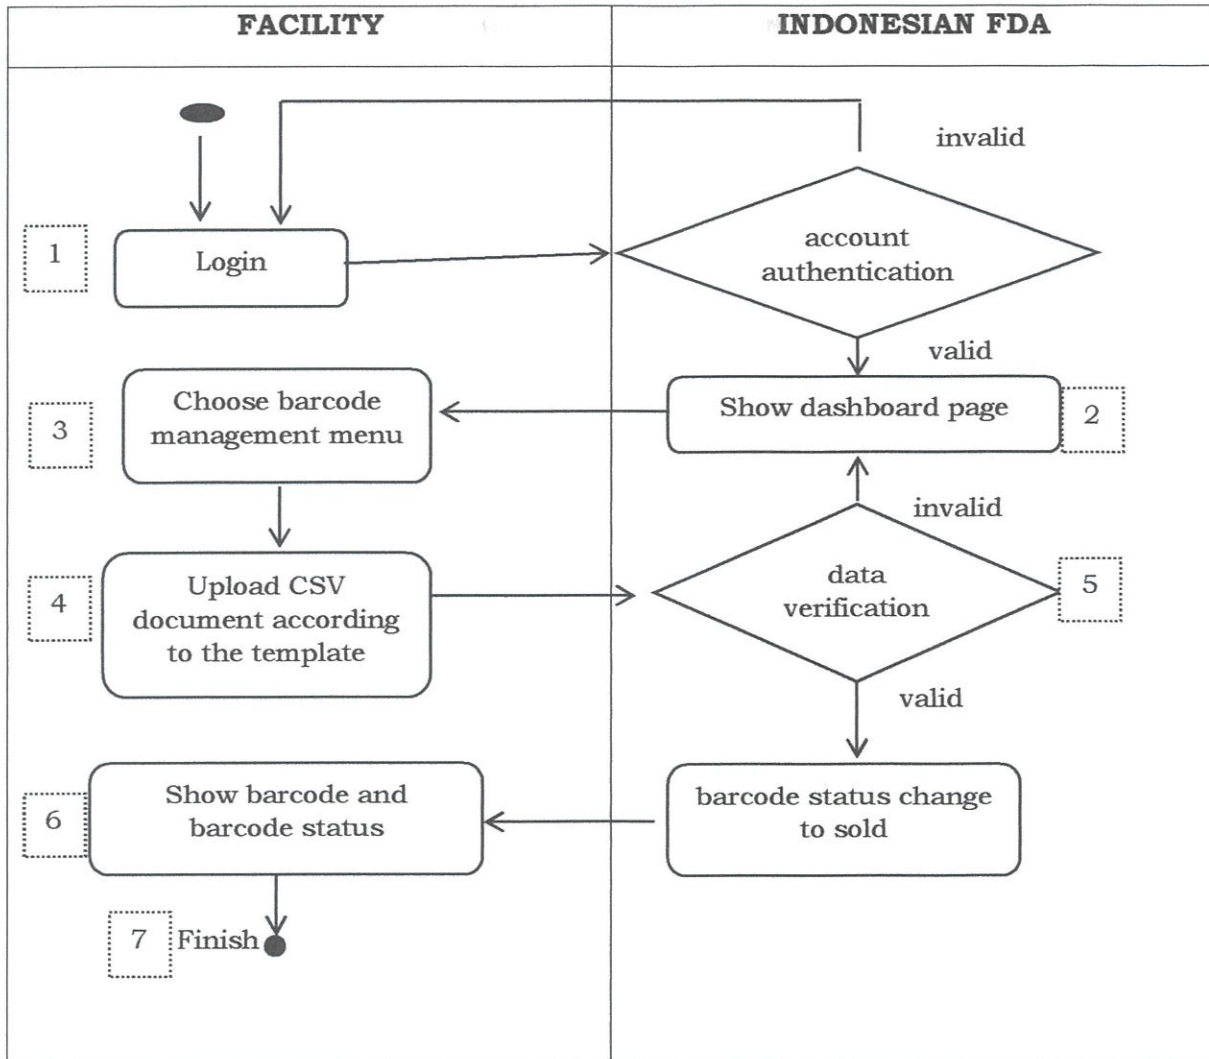 FACILITY
INDONESIAN FDA
invalid
1
Login
account
authentication
valid
3
Choose barcode
management menu
Show dashboard page
2
invalid
4
Upload CSV
document according
to the template
data
verification
5
valid
6
Show barcode and
barcode status
barcode status change
to sold
7
Finish